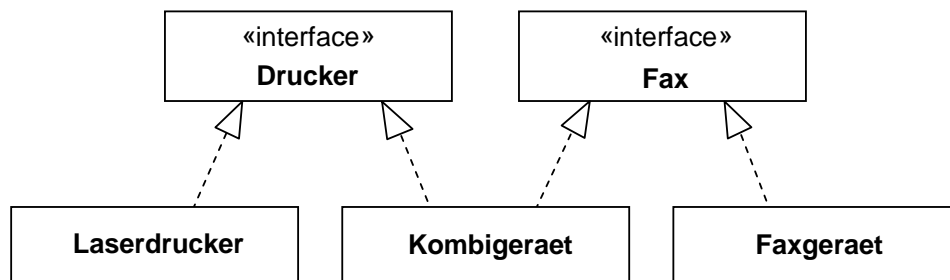 «interface»
Drucker
«interface»
Fax
Laserdrucker
Kombigeraet
Faxgeraet